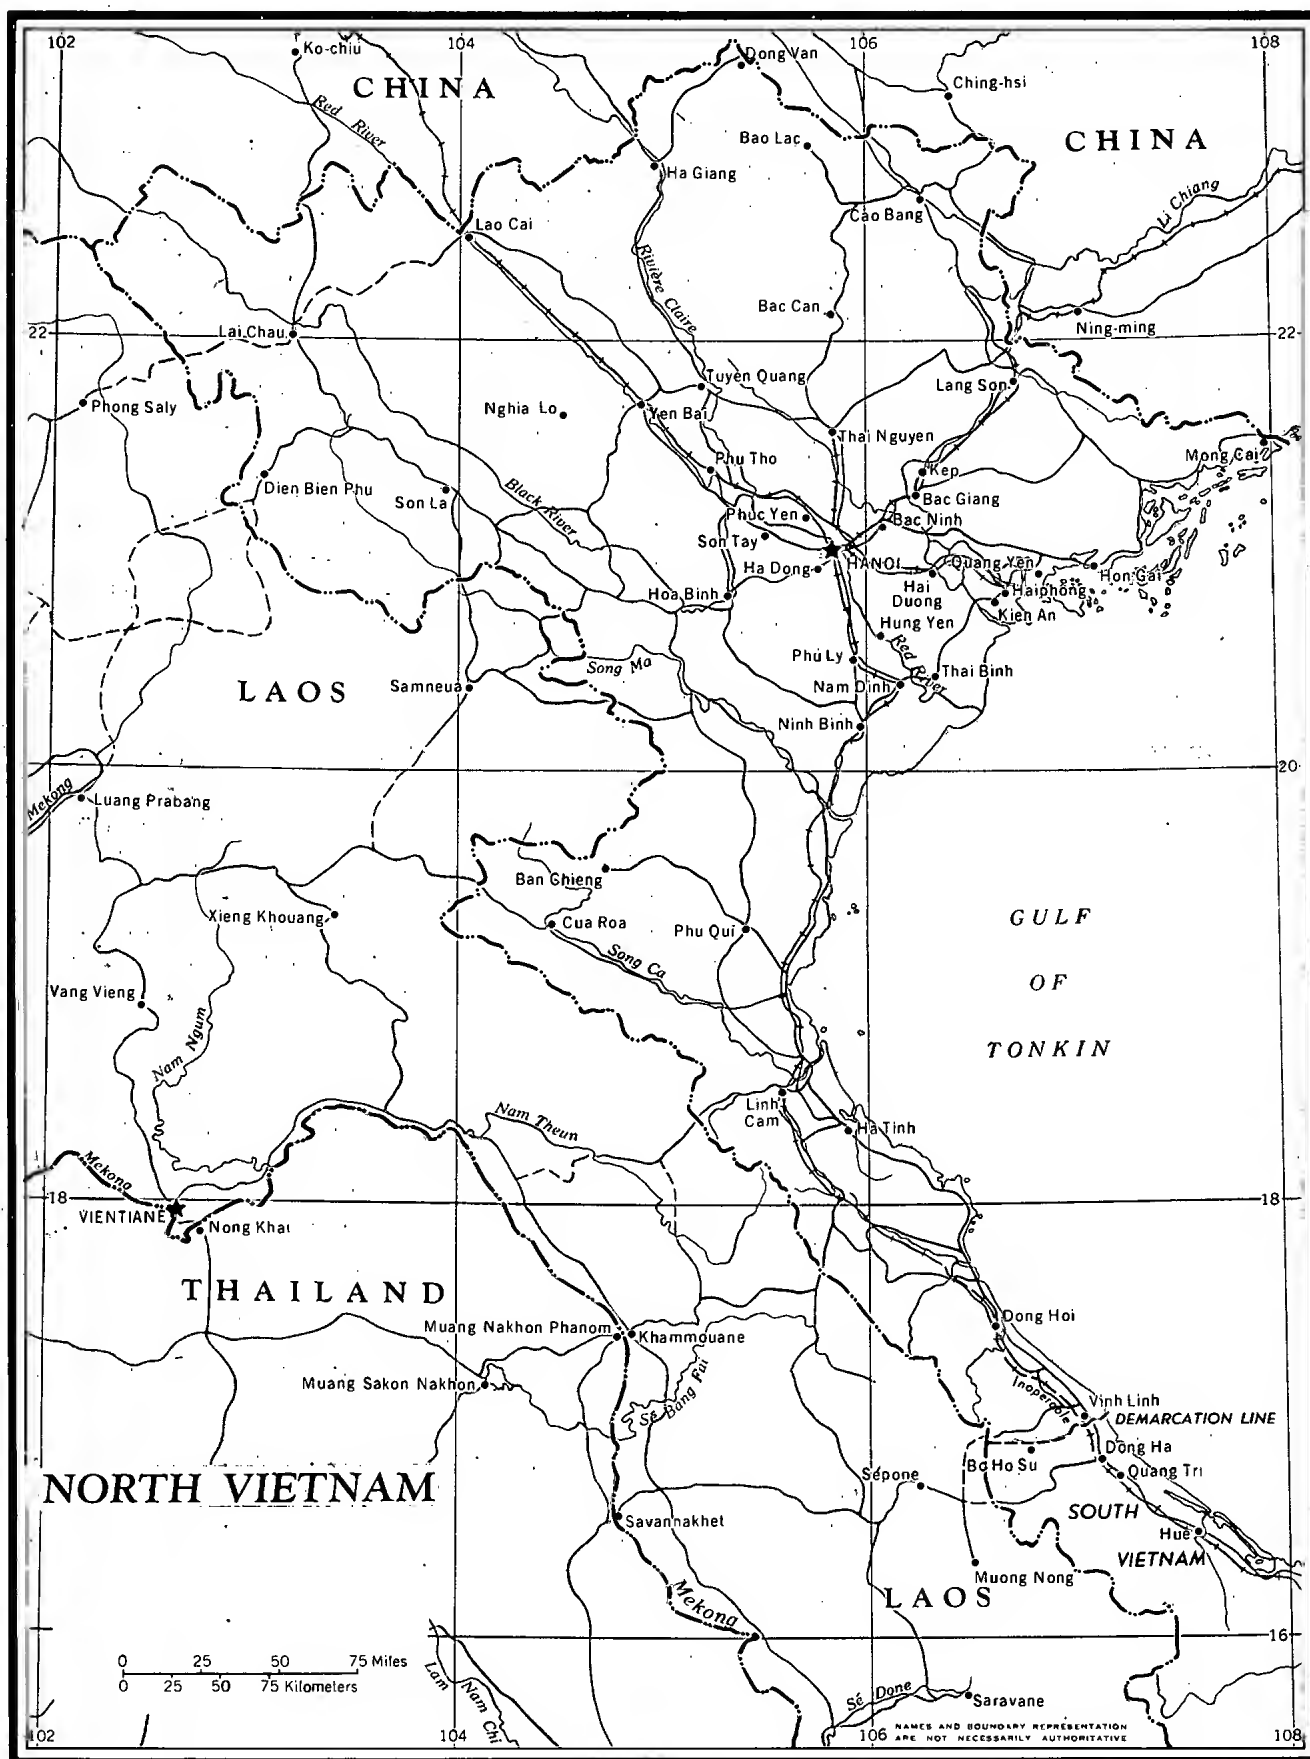 102
104
106
108
Ko-chiu
Dong Van
CHINA
Ching-hsi
Red River
Bao Lac
CHINA
Ha Giang
Li Chiang
Cao Bang
Lao Cai
Rivière Claire
Bac Can
Ning-ming
22
Lai Chau
22
Tuyen Quang
Lang Son
Phong Saly
Nghia Lo
Yen Bai
Thai Nguyen
Mong Cai
Phu Tho
Kep
Dien Bien Phu
Son La
Black River
Bac Giang
Phuc Yen
Bac Ninh
Son Tay
HANOI
Quang Yen
Ha Dong
Hon Gai
Hai
Duong
Haiphong
Hoa Binh
Kien An
Hung Yen
Red River
Phu Ly
Song Ma
Thai Binh
LAOS
Samneua
Nam Dinh
Ninh Binh
20
Mekong
Luang Prabang
Ban Chieng
Xieng Khouang
Cua Roa
Phu Qui
GULF
OF
TONKIN
Song Ca
Vang Vieng
Nam Ngum
Linh
Cam
Nam Theun
Ha Tinh
Mekong
18
18
VIENTIANE
Nong Khai
THAILAND
Dong Hoi
Muang Nakhon Phanom
Khammouane
Muang Sakon Nakhon
Se Bang Fai
Inoperable
Vinh Linh
DEMARCATION LINE
Dong Ha
Bo Ho Su
Quang Tri
Sépone
NORTH VIETNAM
SOUTH
VIETNAM
Hue
Savannakhet
Muong Nong
LAOS
Mekong
16
0 25 50 75 Miles
0 25 50 75 Kilometers
Lam
Nam Chi
Sé Done
Saravane
NAMES AND BOUNDARY REPRESENTATION
ARE NOT NECESSARILY AUTHORITATIVE
102
104
106
108